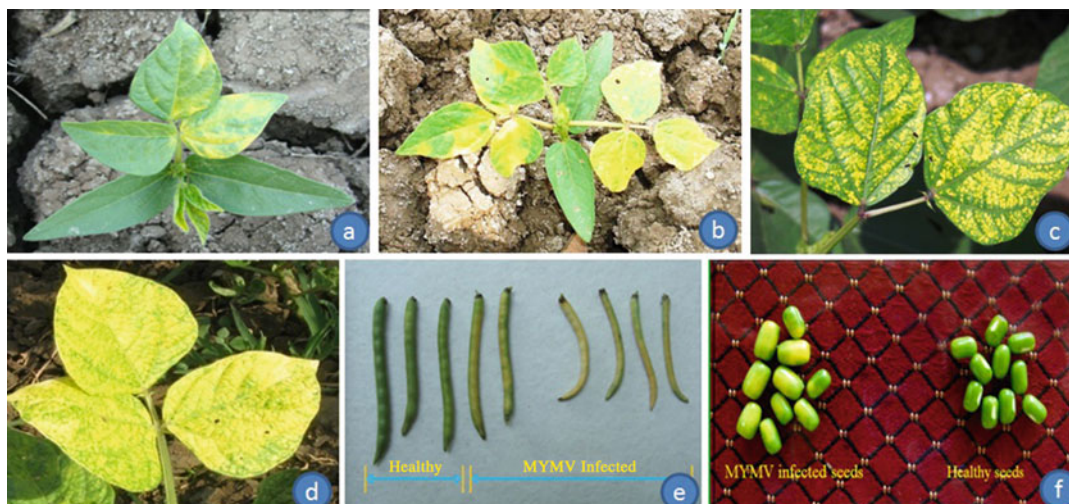 a
b
c
d
Healthy
MYMV Infected
e
MYMV infected seeds
Healthy seeds
f